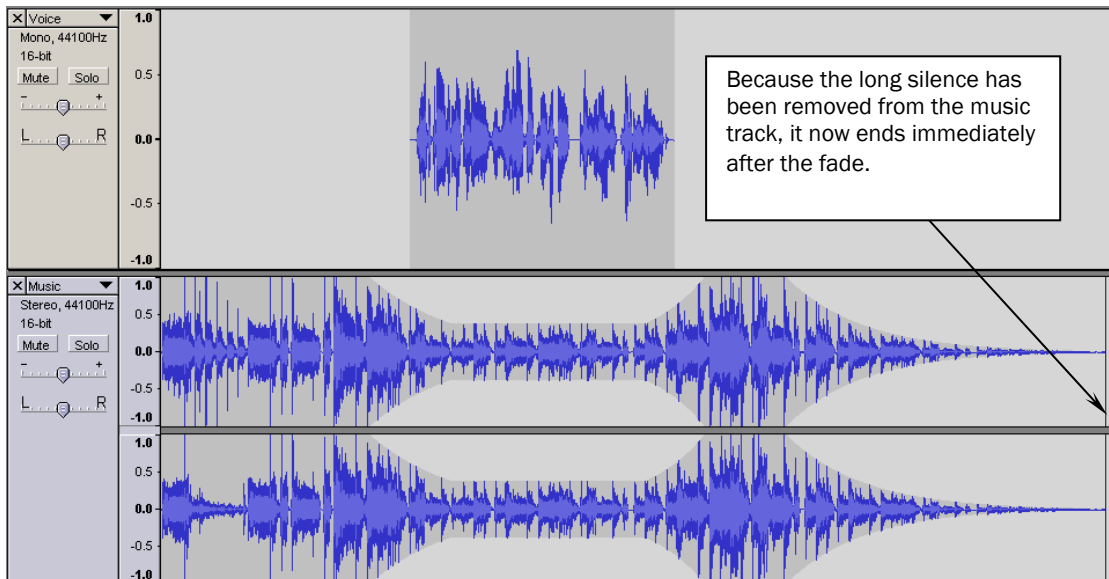 Voice
Mono, 44100Hz
16-bit
Mute Solo
- +
L R
1.0
0.5
0.0
-0.5
-1.0
Because the long silence has
been removed from the music
track, it now ends immediately
after the fade.
Music
Stereo, 44100Hz
16-bit
Mute Solo
- +
L R
1.0
0.5
0.0
-0.5
-1.0
1.0
0.5
0.0
-0.5
-1.0